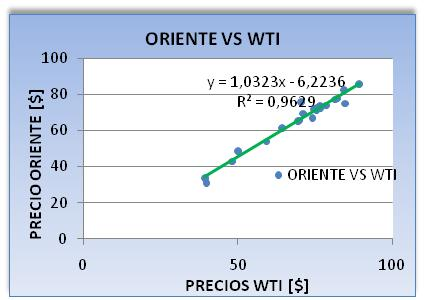 ORIENTE VS WTI
PRECIO ORIENTE [$]
100
80
60
40
20
0
y = 1,0323x - 6,2236
R² = 0,9629
ORIENTE VS WTI
0 50 100
PRECIOS WTI [$]